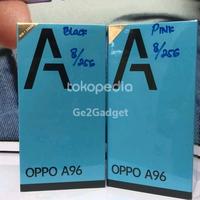 BLACK
8/256
PINK
8/256
tokopedia
Ge2Gadget
OPPO A96
OPPO A96